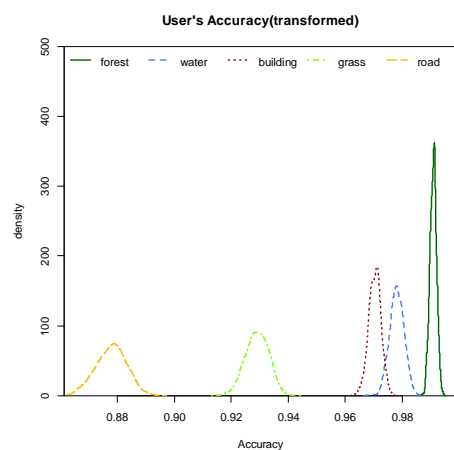 User's Accuracy(transformed)
500
forest water building grass road
400
300
density
200
100
0
0.88 0.90 0.92 0.94 0.96 0.98
Accuracy